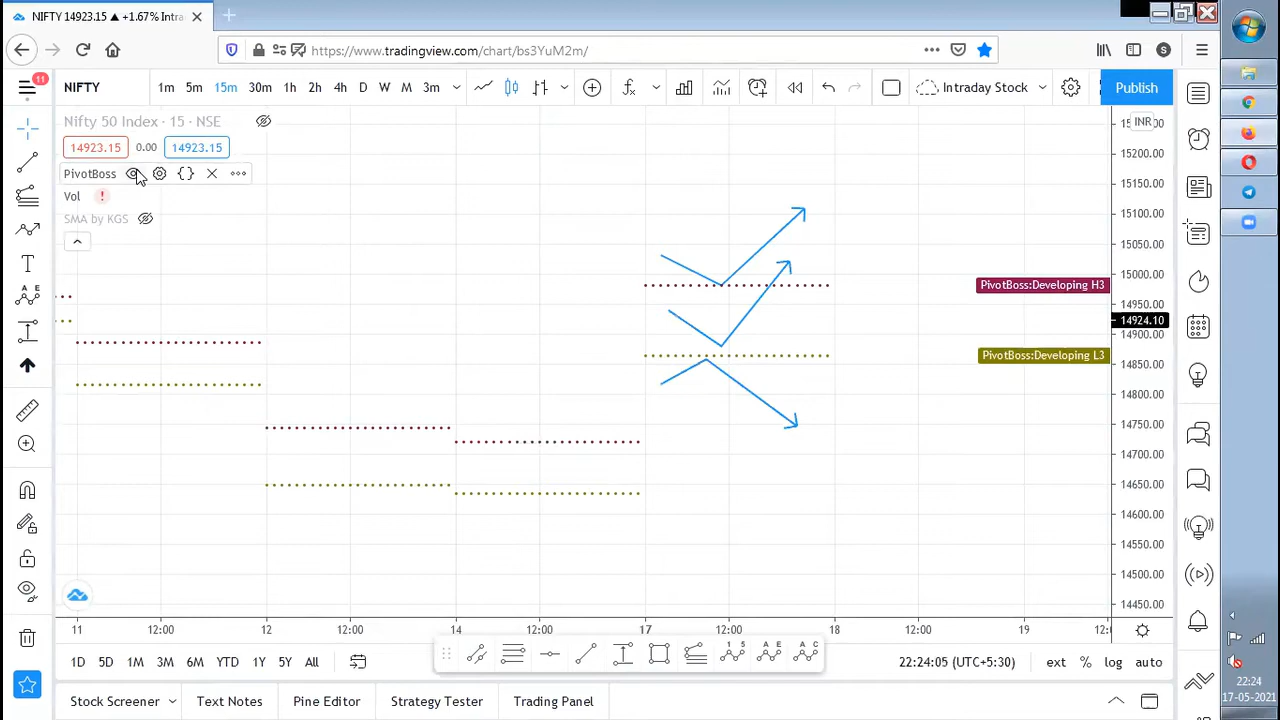 NIFTY 14923.15 ▲ +1.67% Intra
https://www.tradingview.com/chart/bs3YuM2m/
S
11
NIFTY
1m 5m 15m 30m 1h 2h 4h D W M 3m
Intraday Stock
Publish
Nifty 50 Index · 15 · NSE
14923.15 0.00 14923.15
PivotBoss
Vol
SMA by KGS
INR
15200.00
15150.00
15100.00
15050.00
15000.00
PivotBoss:Developing H3
14950.00
14924.10
14900.00
PivotBoss:Developing L3
14850.00
14800.00
14750.00
14700.00
14650.00
14600.00
14550.00
14500.00
14450.00
11 12:00 12 12:00 14 12:00 17 12:00 18 12:00 19
1D 5D 1M 3M 6M YTD 1Y 5Y All
22:24:05 (UTC+5:30) ext % log auto
Stock Screener Text Notes Pine Editor Strategy Tester Trading Panel
22:24
17-05-2021